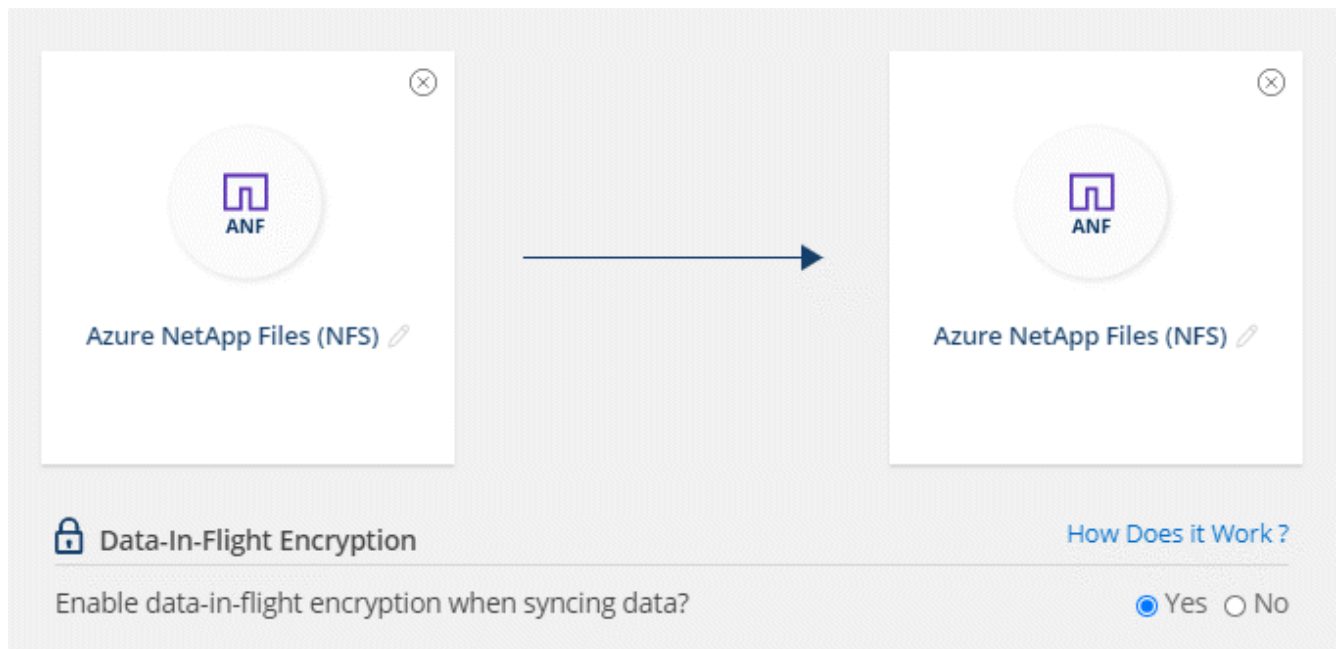 ANF
ANF
Azure NetApp Files (NFS)
Azure NetApp Files (NFS)
Data-In-Flight Encryption
How Does it Work ?
Enable data-in-flight encryption when syncing data?
Yes
No